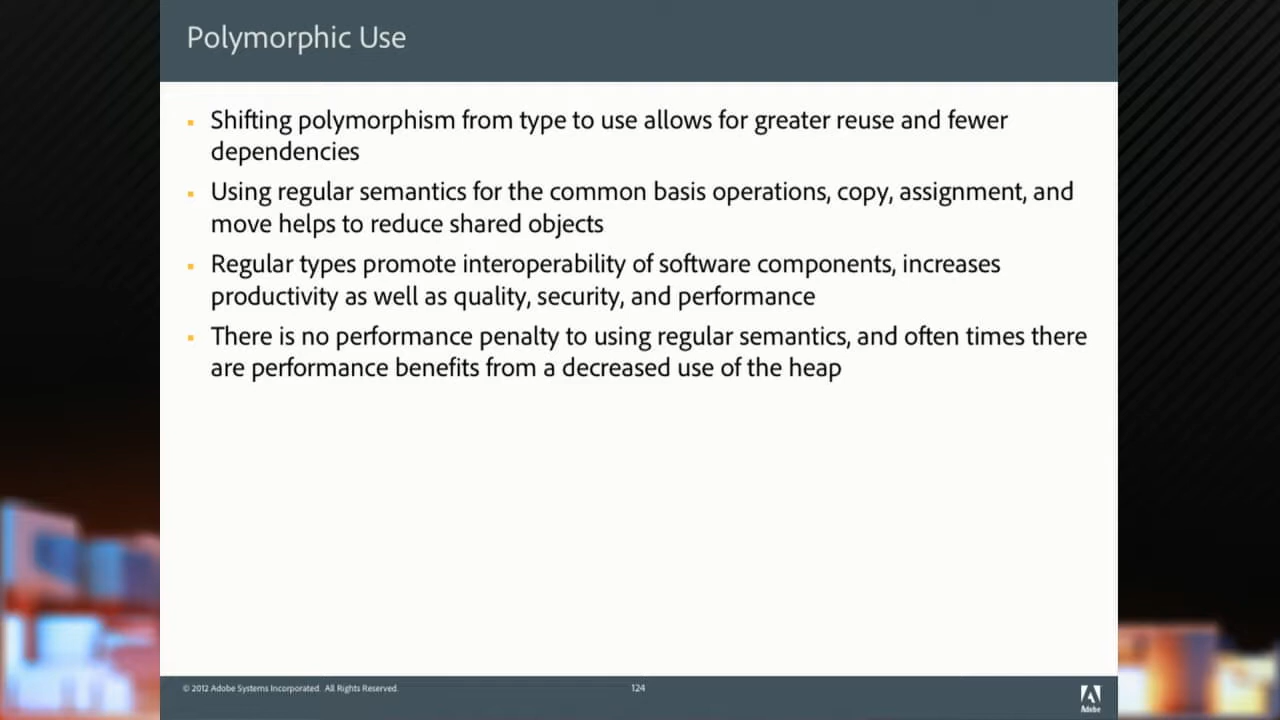 Polymorphic Use
Shifting polymorphism from type to use allows for greater reuse and fewer
dependencies
Using regular semantics for the common basis operations, copy, assignment, and
move helps to reduce shared objects
Regular types promote interoperability of software components, increases
productivity as well as quality, security, and performance
There is no performance penalty to using regular semantics, and often times there
are performance benefits from a decreased use of the heap
© 2012 Adobe Systems Incorporated. All Rights Reserved.
124
Adobe